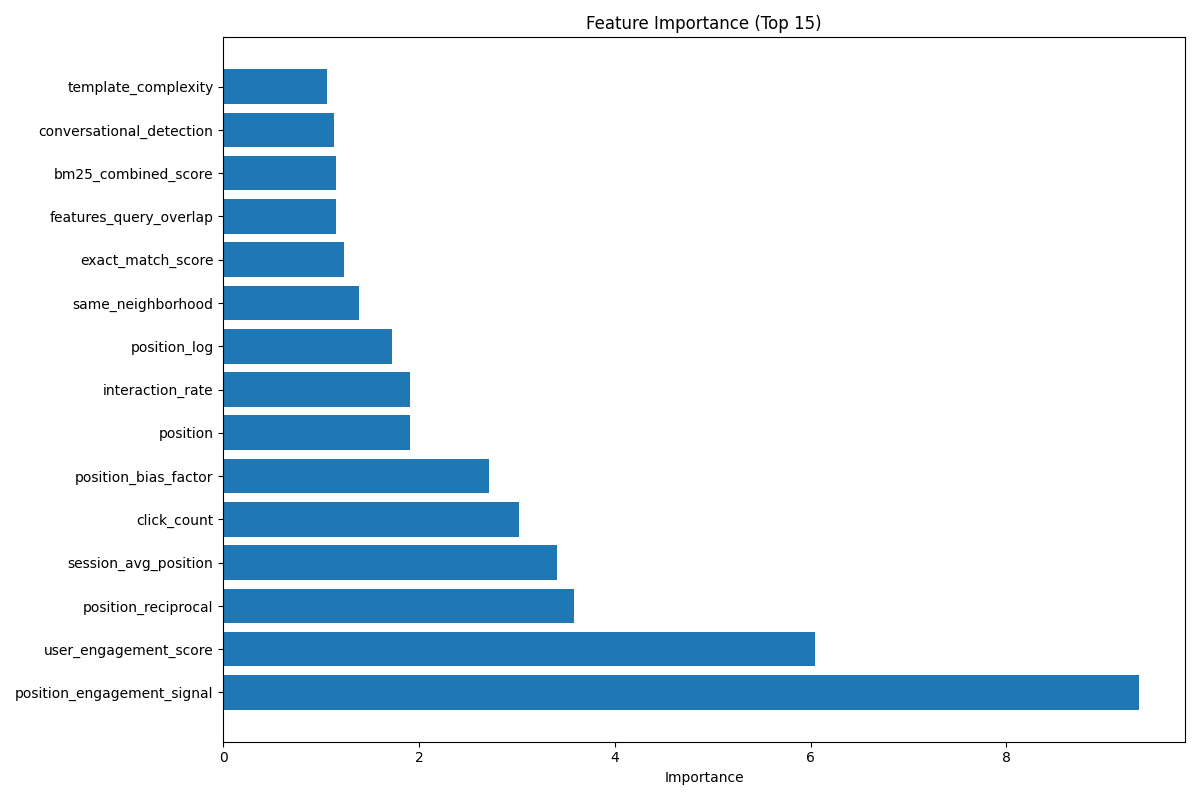 Feature Importance (Top 15)
template_complexity
conversational_detection
bm25_combined_score
features_query_overlap
exact_match_score
same_neighborhood
position_log
interaction_rate
position
position_bias_factor
click_count
session_avg_position
position_reciprocal
user_engagement_score
position_engagement_signal
0 2 4 6 8
Importance